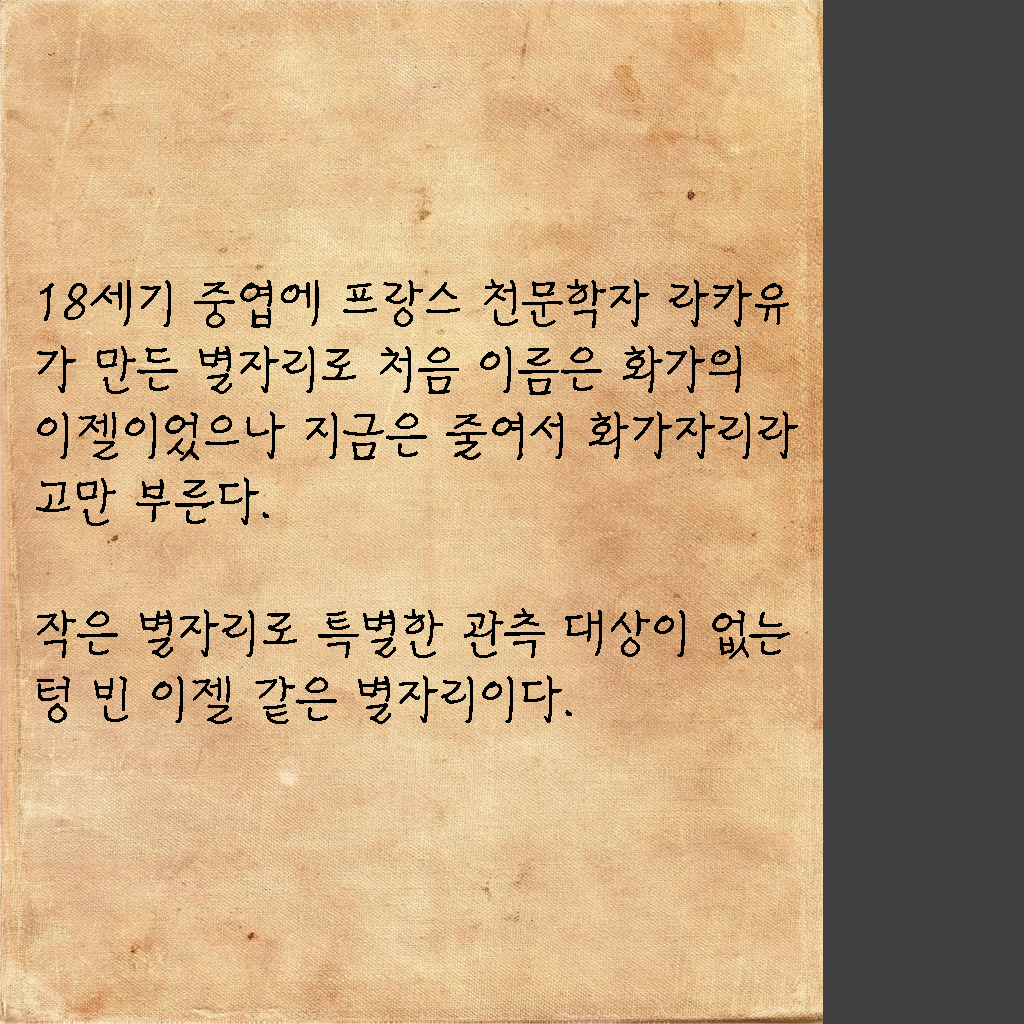 18세기 중엽에 프랑스 천문학자 라카유
가 만든 별자리로 처음 이름은 화가의
이젤이었으나 지금은 줄여서 화가자리라
고만 부른다.
작은 별자리로 특별한 관측 대상이 없는
텅 빈 이젤 같은 별자리이다.